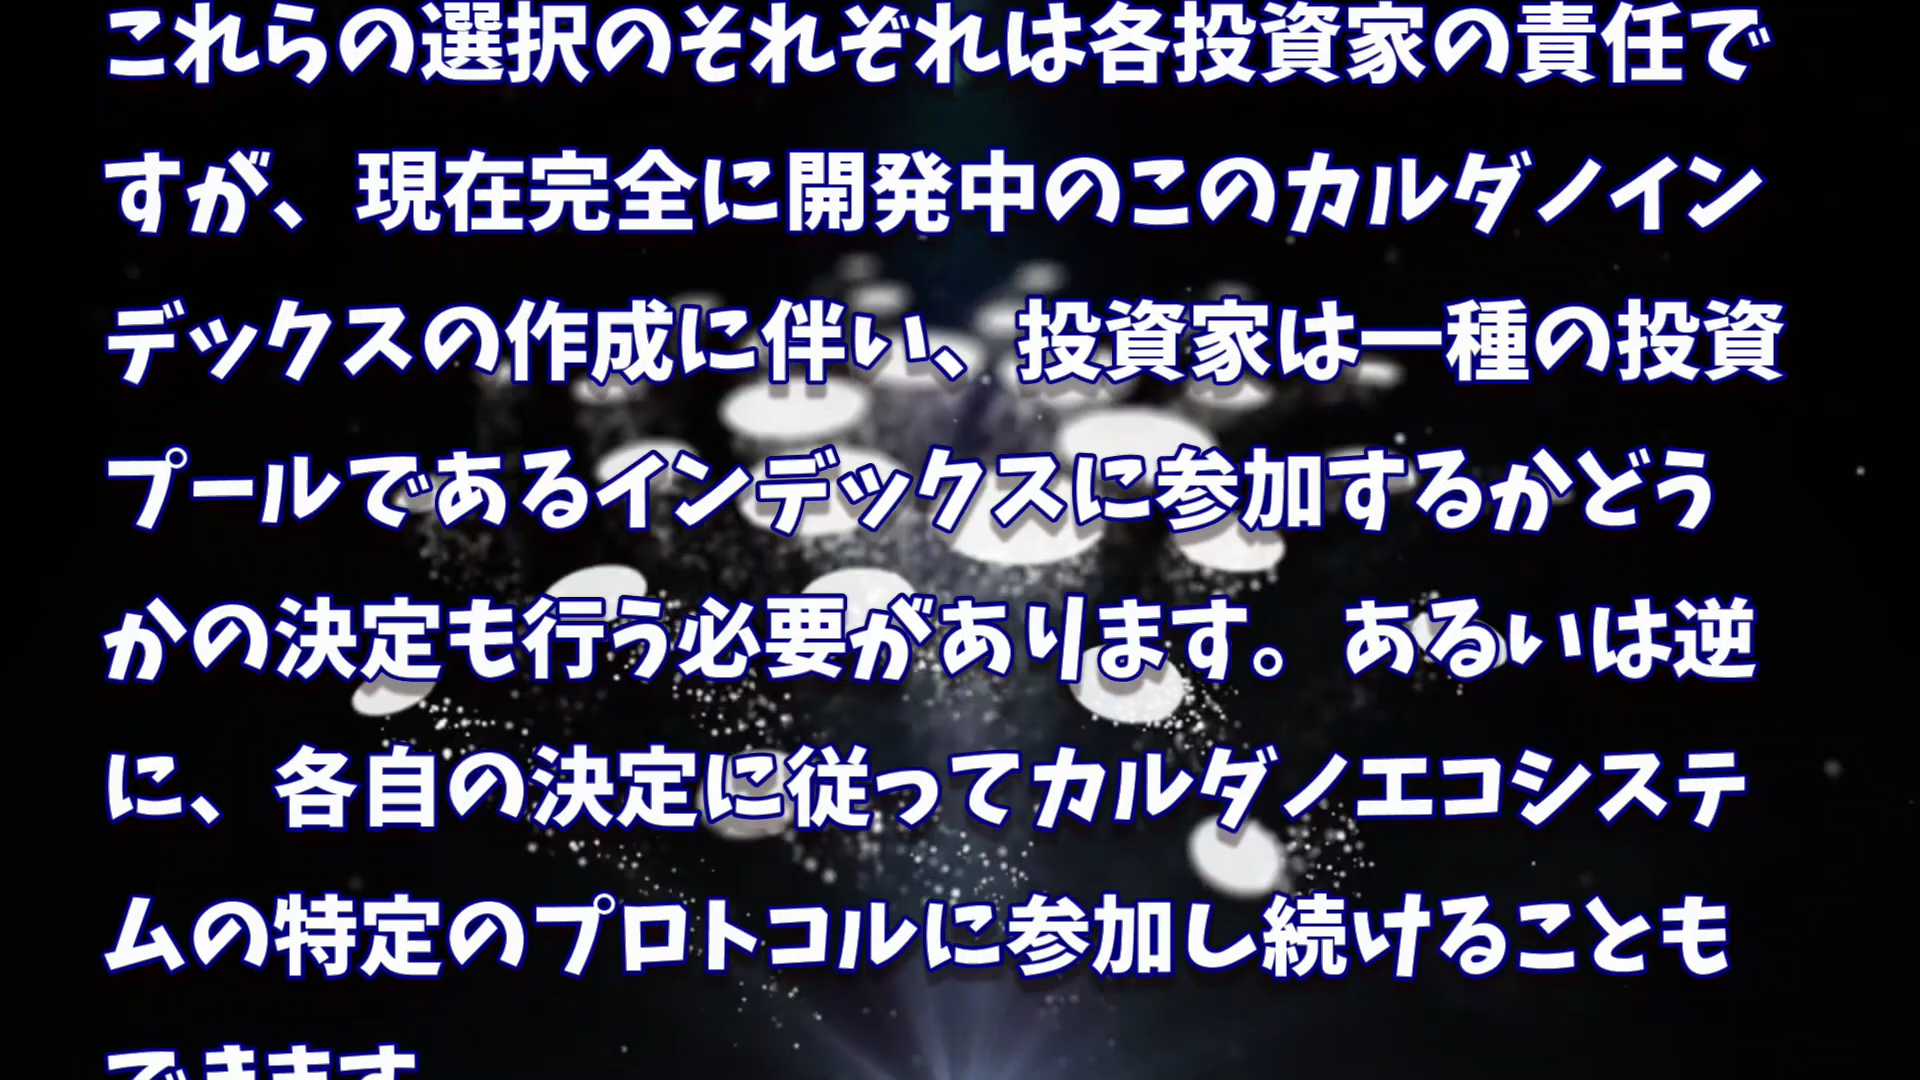 これらの選択のそれぞれは各投資家の責任で
すが、現在完全に開発中のこのカルダノイン
デックスの作成に伴い、投資家は一種の投資
プールであるインデックスに参加するかどう
かの決定も行う必要があります。あるいは逆
に、各自の決定に従ってカルダノエコシステ
ムの特定のプロトコルに参加し続けることも
できます